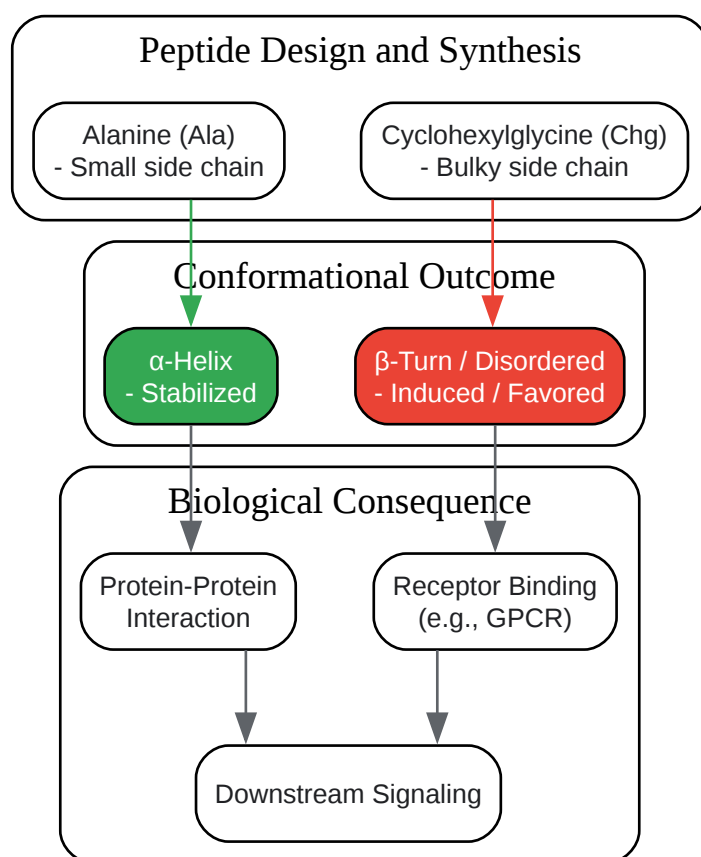 Peptide Design and Synthesis
Alanine (Ala)
- Small side chain
Cyclohexylglycine (Chg)
- Bulky side chain
Conformational Outcome
α-Helix
- Stabilized
β-Turn / Disordered
- Induced / Favored
Biological Consequence
Protein-Protein
Interaction
Receptor Binding
(e.g., GPCR)
Downstream Signaling